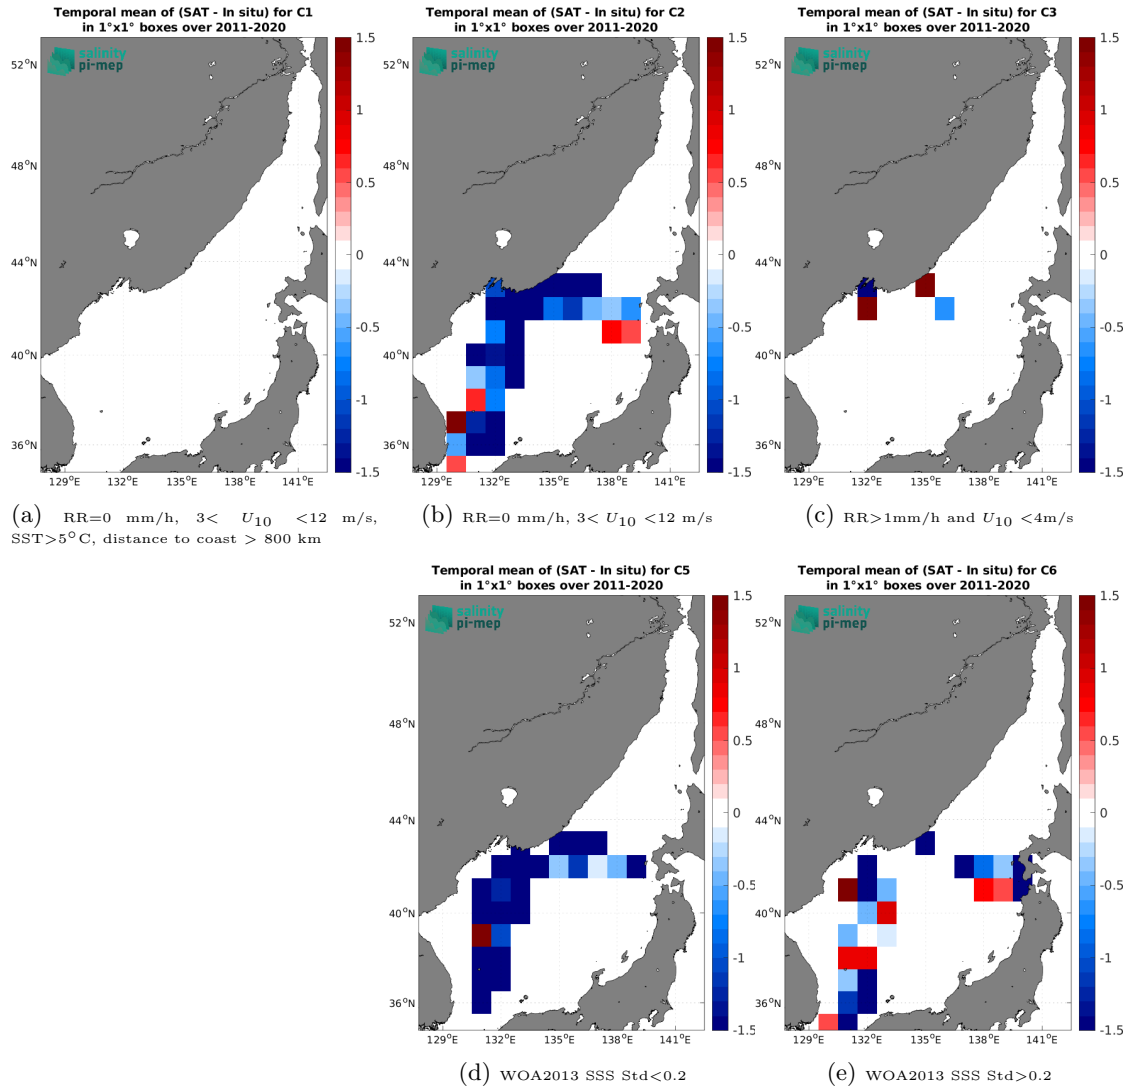 Temporal mean of (SAT - In situ) for C1
in 1°x1° boxes over 2011-2020
salinity
pi-mep
52°N
48°N
44°N
40°N
36°N
129°E 132°E 135°E 138°E 141°E
1.5
1
0.5
0
-0.5
-1
-1.5
(a) RR=0 mm/h, 3< U10 <12 m/s,
SST>5°C, distance to coast > 800 km
Temporal mean of (SAT - In situ) for C2
in 1°x1° boxes over 2011-2020
salinity
pi-mep
52°N
48°N
44°N
40°N
36°N
129°E 132°E 135°E 138°E 141°E
1.5
1
0.5
0
-0.5
-1
-1.5
(b) RR=0 mm/h, 3< U10 <12 m/s
Temporal mean of (SAT - In situ) for C3
in 1°x1° boxes over 2011-2020
salinity
pi-mep
52°N
48°N
44°N
40°N
36°N
129°E 132°E 135°E 138°E 141°E
1.5
1
0.5
0
-0.5
-1
-1.5
(c) RR>1mm/h and U10 <4m/s
Temporal mean of (SAT - In situ) for C5
in 1°x1° boxes over 2011-2020
salinity
pi-mep
52°N
48°N
44°N
40°N
36°N
129°E 132°E 135°E 138°E 141°E
1.5
1
0.5
0
-0.5
-1
-1.5
(d) WOA2013 SSS Std<0.2
Temporal mean of (SAT - In situ) for C6
in 1°x1° boxes over 2011-2020
salinity
pi-mep
52°N
48°N
44°N
40°N
36°N
129°E 132°E 135°E 138°E 141°E
1.5
1
0.5
0
-0.5
-1
-1.5
(e) WOA2013 SSS Std>0.2